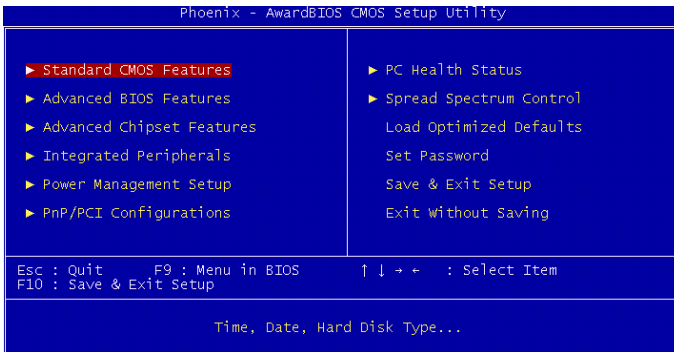 Phoenix - AwardBIOS CMOS Setup Utility
► Standard CMOS Features
► Advanced BIOS Features
► Advanced Chipset Features
► Integrated Peripherals
► Power Management Setup
► PnP/PCI Configurations
► PC Health Status
► Spread Spectrum Control
Load Optimized Defaults
Set Password
Save & Exit Setup
Exit Without Saving
Esc : Quit F9 : Menu in BIOS ↑ ↓ → ← : Select Item
F10 : Save & Exit Setup
Time, Date, Hard Disk Type...